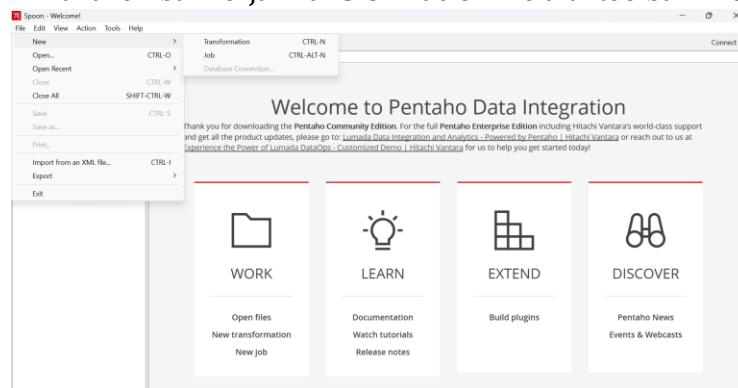 Spoon - Welcome!
File Edit View Action Tools Help
New >
Open... CTRL-O
Open Recent >
Close CTRL-W
Close All SHIFT-CTRL-W
Save CTRL-S
Save as...
Print...
Import from an XML file... CTRL-I
Export >
Exit
Transformation CTRL-N
Job CTRL-ALT-N
Database Connection...
Connect
Welcome to Pentaho Data Integration
Thank you for downloading the Pentaho Community Edition. For the full Pentaho Enterprise Edition including Hitachi Vantara's world-class support
and get all the product updates, please go to: Lumada Data Integration and Analytics - Powered by Pentaho | Hitachi Vantara or reach out to us at
Experience the Power of Lumada DataOps - Customized Demo | Hitachi Vantara for us to help you get started today!
WORK
Open files
New transformation
New job
LEARN
Documentation
Watch tutorials
Release notes
EXTEND
Build plugins
DISCOVER
Pentaho News
Events & Webcasts